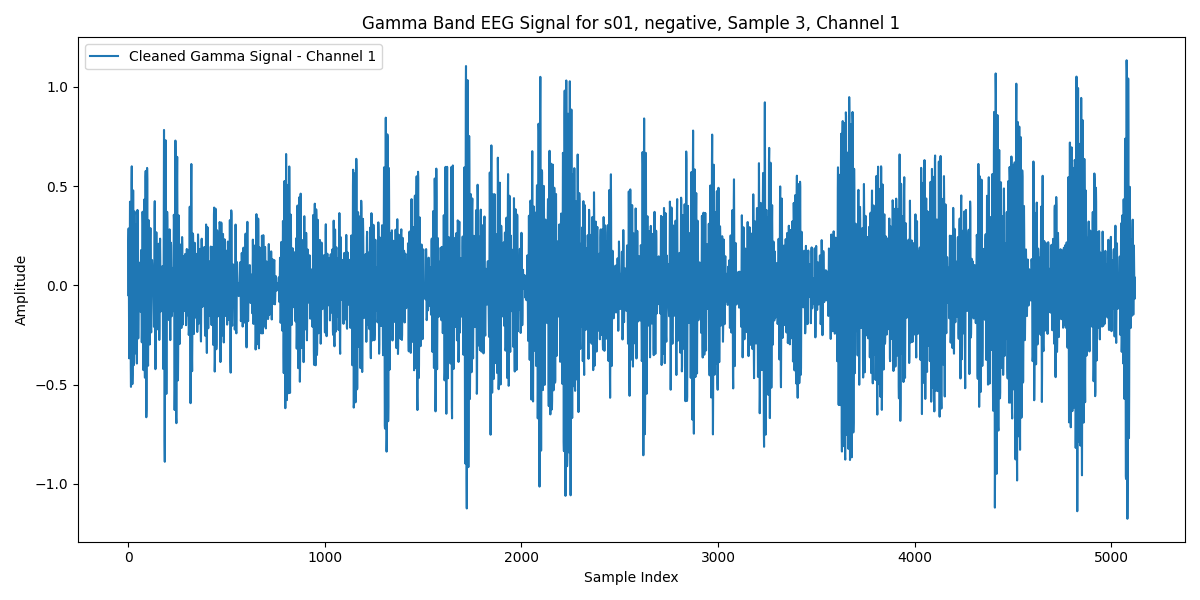 Gamma Band EEG Signal for s01, negative, Sample 3, Channel 1
Cleaned Gamma Signal - Channel 1
1.0
0.5
0.0
−0.5
−1.0
Amplitude
0 1000 2000 3000 4000 5000
Sample Index